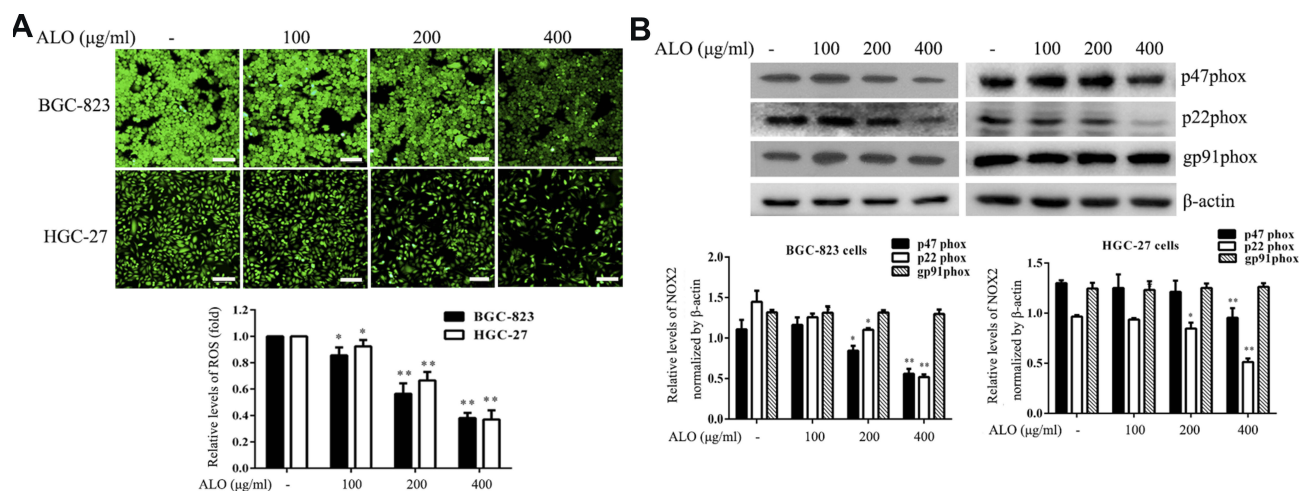 A
ALO (µg/ml) - 100 200 400
BGC-823
HGC-27
Relative levels of ROS (fold)
1.2
1.0
0.8
0.6
0.4
0.2
0.0
BGC-823
HGC-27
* *
** **
** **
ALO (µg/ml) - 100 200 400
B
ALO (µg/ml) - 100 200 400 - 100 200 400
p47phox
p22phox
gp91phox
β-actin
BGC-823 cells
p47 phox
p22 phox
gp91phox
Relative levels of NOX2
normalized by β-actin
2.0
1.5
1.0
0.5
0.0
* *
** **
ALO (µg/ml) - 100 200 400
HGC-27 cells
p47 phox
p22 phox
gp91phox
Relative levels of NOX2
normalized by β-actin
1.5
1.0
0.5
0.0
*
**
**
ALO (µg/ml) - 100 200 400